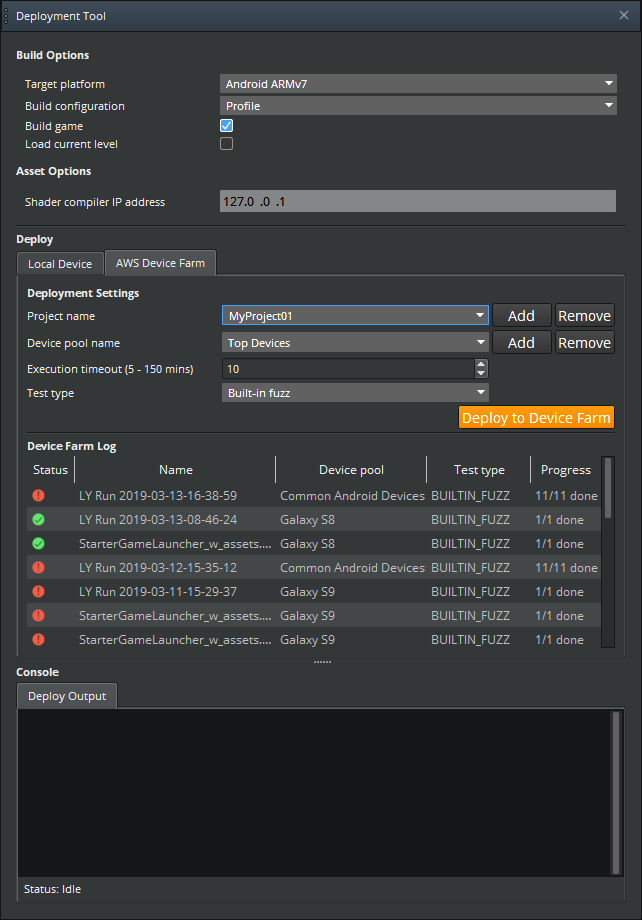 Deployment Tool
Build Options
Target platform Android ARMv7
Build configuration Profile
Build game
Load current level
Asset Options
Shader compiler IP address 127.0 .0 .1
Deploy
Local Device AWS Device Farm
Deployment Settings
Project name MyProject01 Add Remove
Device pool name Top Devices Add Remove
Execution timeout (5 - 150 mins) 10
Test type Built-in fuzz
Deploy to Device Farm
Device Farm Log
Status Name Device pool Test type Progress
LY Run 2019-03-13-16-38-59 Common Android Devices BUILTIN_FUZZ 11/11 done
LY Run 2019-03-13-08-46-24 Galaxy S8 BUILTIN_FUZZ 1/1 done
StarterGameLauncher_w_assets.... Galaxy S8 BUILTIN_FUZZ 1/1 done
LY Run 2019-03-12-15-35-12 Common Android Devices BUILTIN_FUZZ 11/11 done
LY Run 2019-03-11-15-29-37 Galaxy S9 BUILTIN_FUZZ 1/1 done
StarterGameLauncher_w_assets.... Galaxy S9 BUILTIN_FUZZ 1/1 done
StarterGameLauncher_w_assets.... Galaxy S9 BUILTIN_FUZZ 1/1 done
Console
Deploy Output
Status: Idle